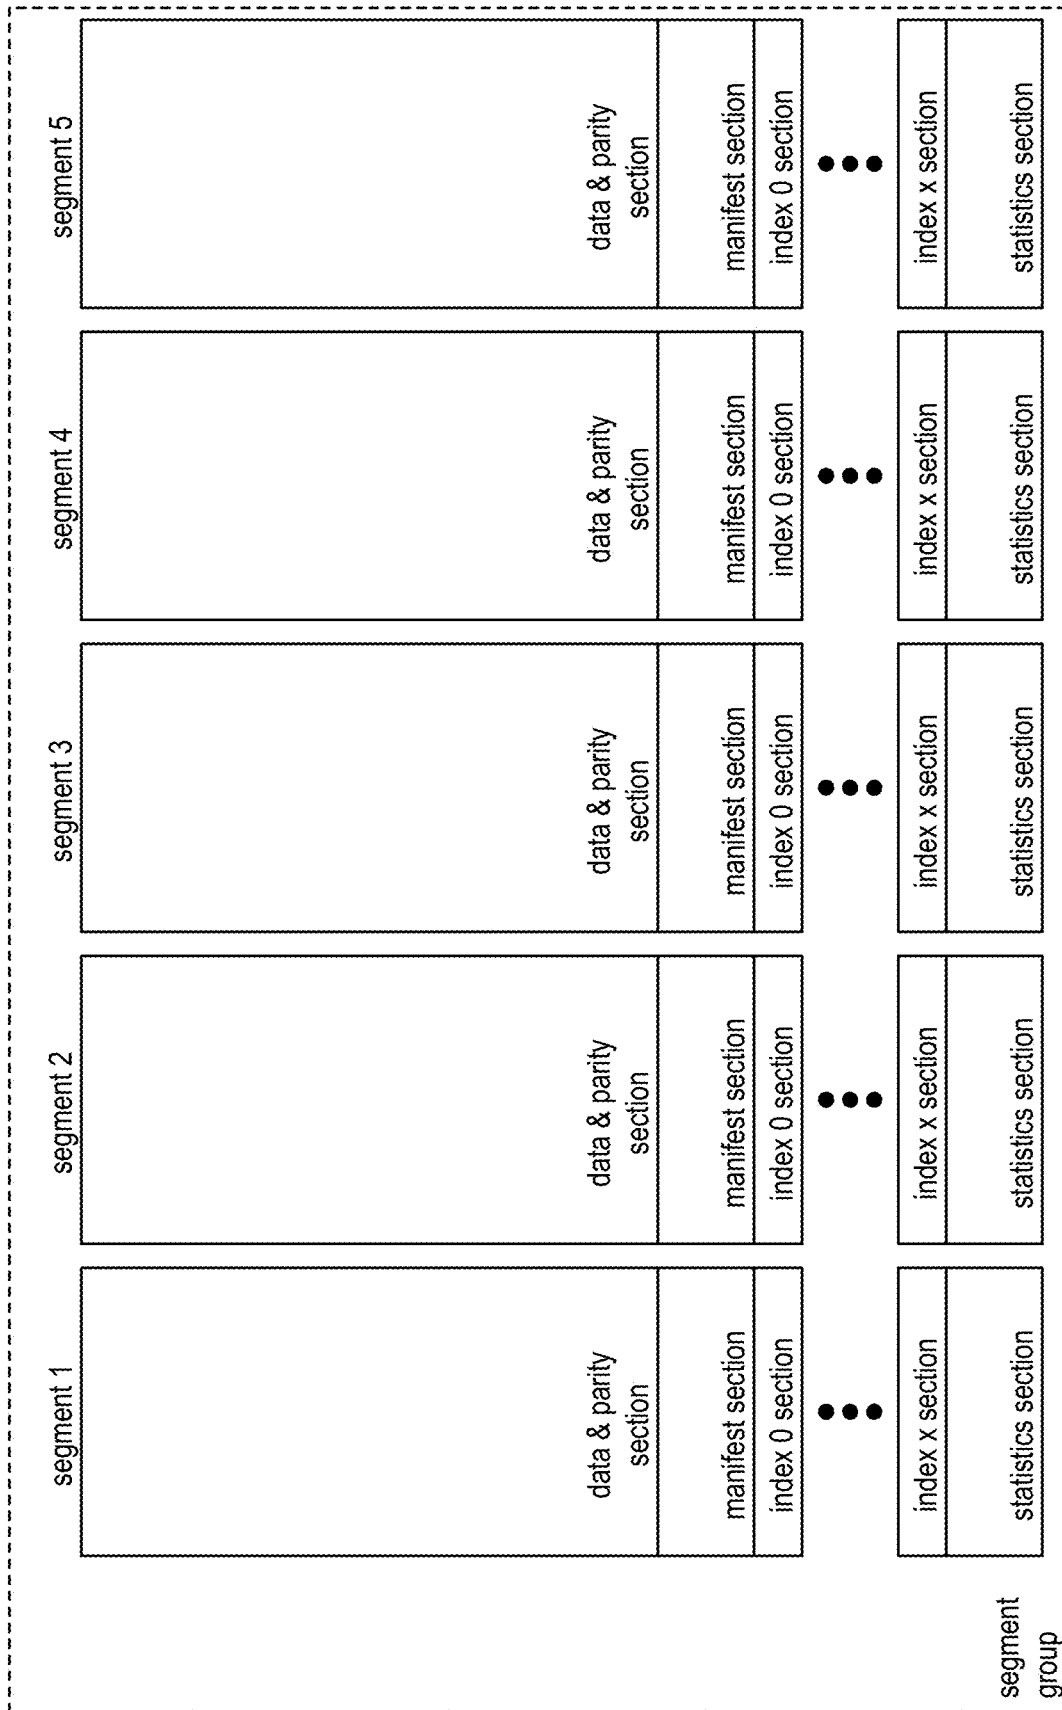 segment 1
data & parity
section
manifest section
index 0 section
index x section
statistics section
segment 2
data & parity
section
manifest section
index 0 section
index x section
statistics section
segment 3
data & parity
section
manifest section
index 0 section
index x section
statistics section
segment 4
data & parity
section
manifest section
index 0 section
index x section
statistics section
segment 5
data & parity
section
manifest section
index 0 section
index x section
statistics section
segment
group